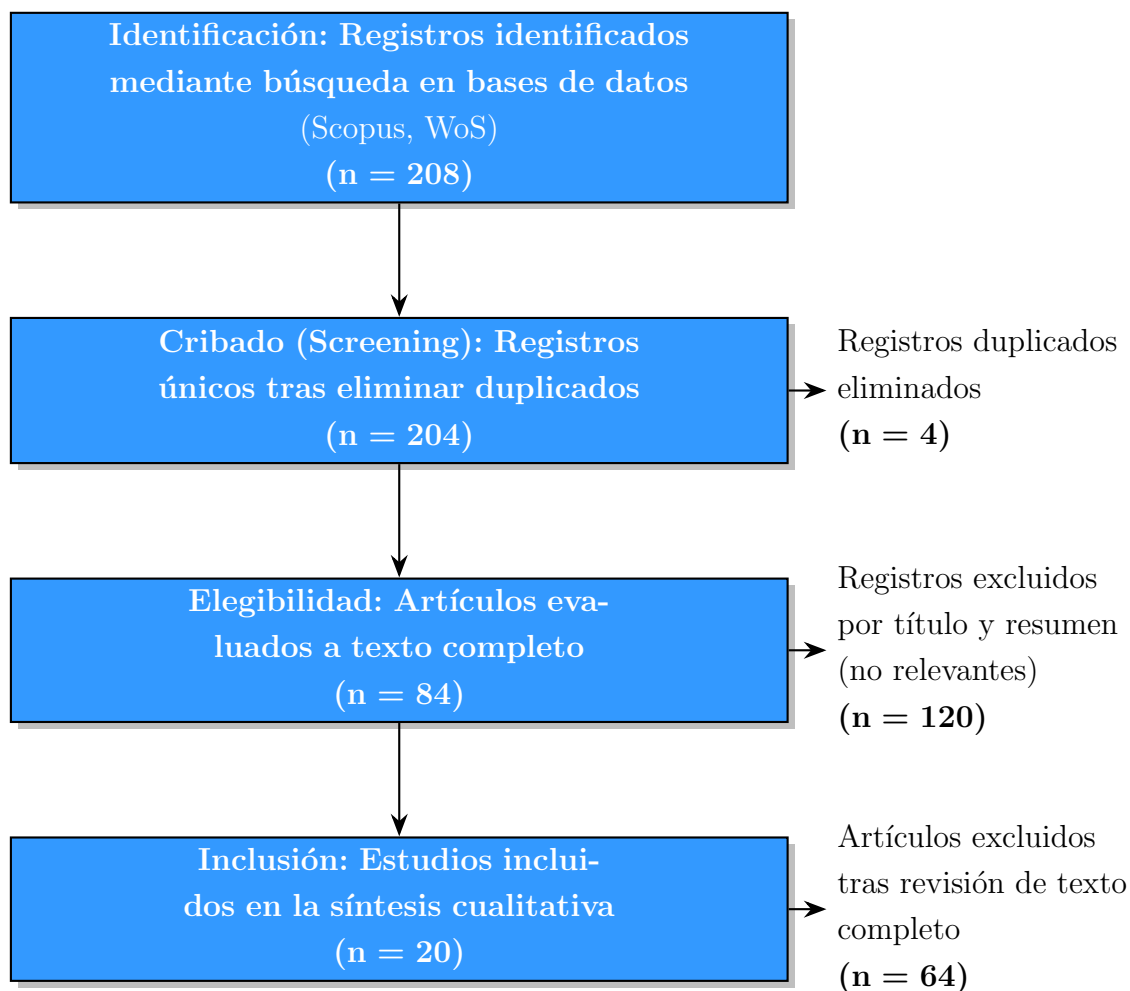 Identificación: Registros identificados
mediante búsqueda en bases de datos
(Scopus, WoS)
(n = 208)
Cribado (Screening): Registros
únicos tras eliminar duplicados
(n = 204)
Registros duplicados
eliminados
(n = 4)
Elegibilidad: Artículos eva-
luados a texto completo
(n = 84)
Registros excluidos
por título y resumen
(no relevantes)
(n = 120)
Inclusión: Estudios inclui-
dos en la síntesis cualitativa
(n = 20)
Artículos excluidos
tras revisión de texto
completo
(n = 64)